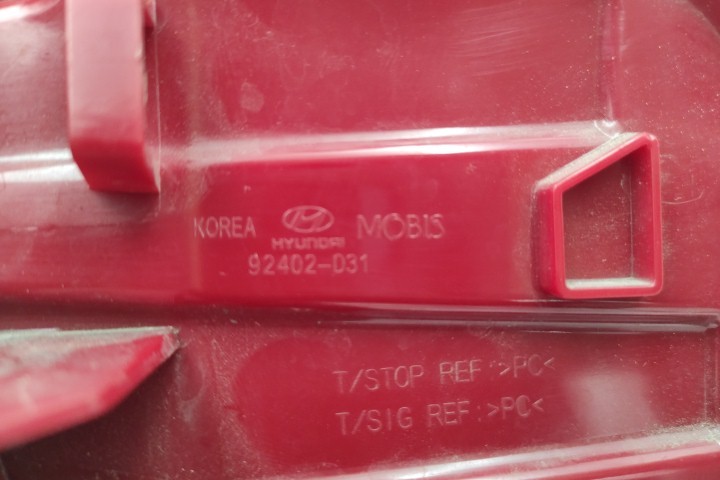 KOREA HYUNDAI MOBIS
92402-D31
T/STOP REF:>PC<
T/SIG REF:>PC<